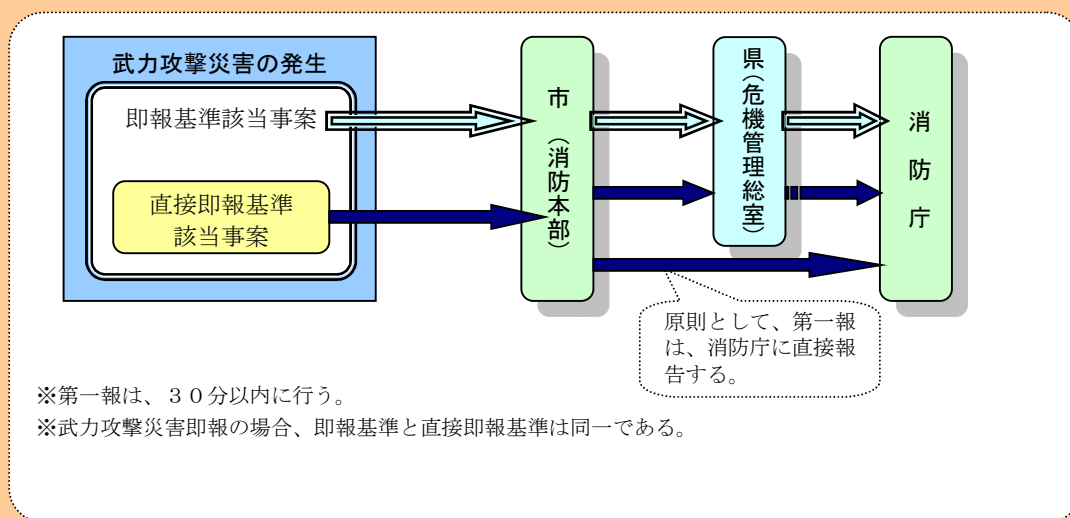 武力攻撃災害の発生
即報基準該当事案
直接即報基準
該当事案
市（消防本部）
県（危機管理総室）
消防庁
原則として、第一報
は、消防庁に直接報
告する。
※第一報は、３０分以内に行う。
※武力攻撃災害即報の場合、即報基準と直接即報基準は同一である。